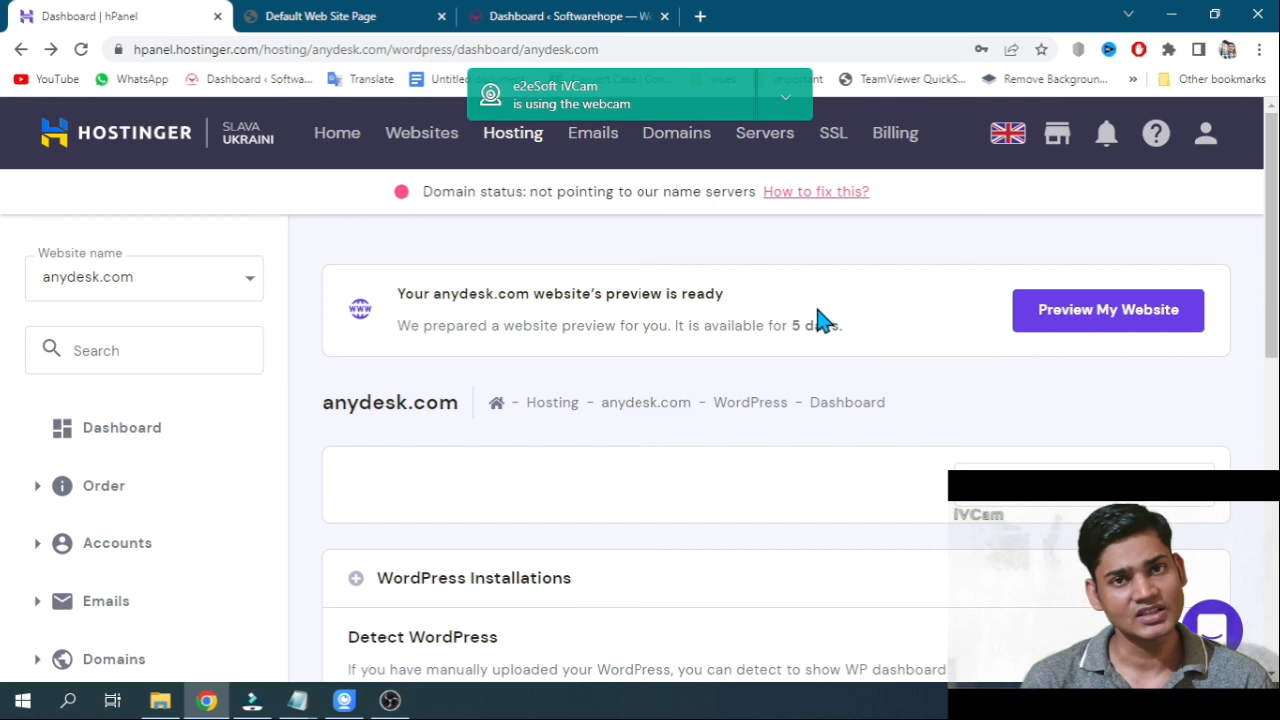 Dashboard | hPanel
Default Web Site Page
Dashboard ‹ Softwarehope — Wo
hpanel.hostinger.com/hosting/anydesk.com/wordpress/dashboard/anydesk.com
YouTube
WhatsApp
Dashboard ‹ Softwa...
Translate
Untitled
TeamViewer QuickS...
Remove Backgroun...
Other bookmarks
e2eSoft iVCam
is using the webcam
HOSTINGER
SLAVA
UKRAINI
Home
Websites
Hosting
Emails
Domains
Servers
SSL
Billing
Domain status: not pointing to our name servers How to fix this?
Website name
anydesk.com
Search
Dashboard
Order
Accounts
Emails
Domains
www
Your anydesk.com website's preview is ready
We prepared a website preview for you. It is available for 5 days.
Preview My Website
anydesk.com
- Hosting - anydesk.com - WordPress - Dashboard
WordPress Installations
Detect WordPress
If you have manually uploaded your WordPress, you can detect to show WP dashboard
iVCam